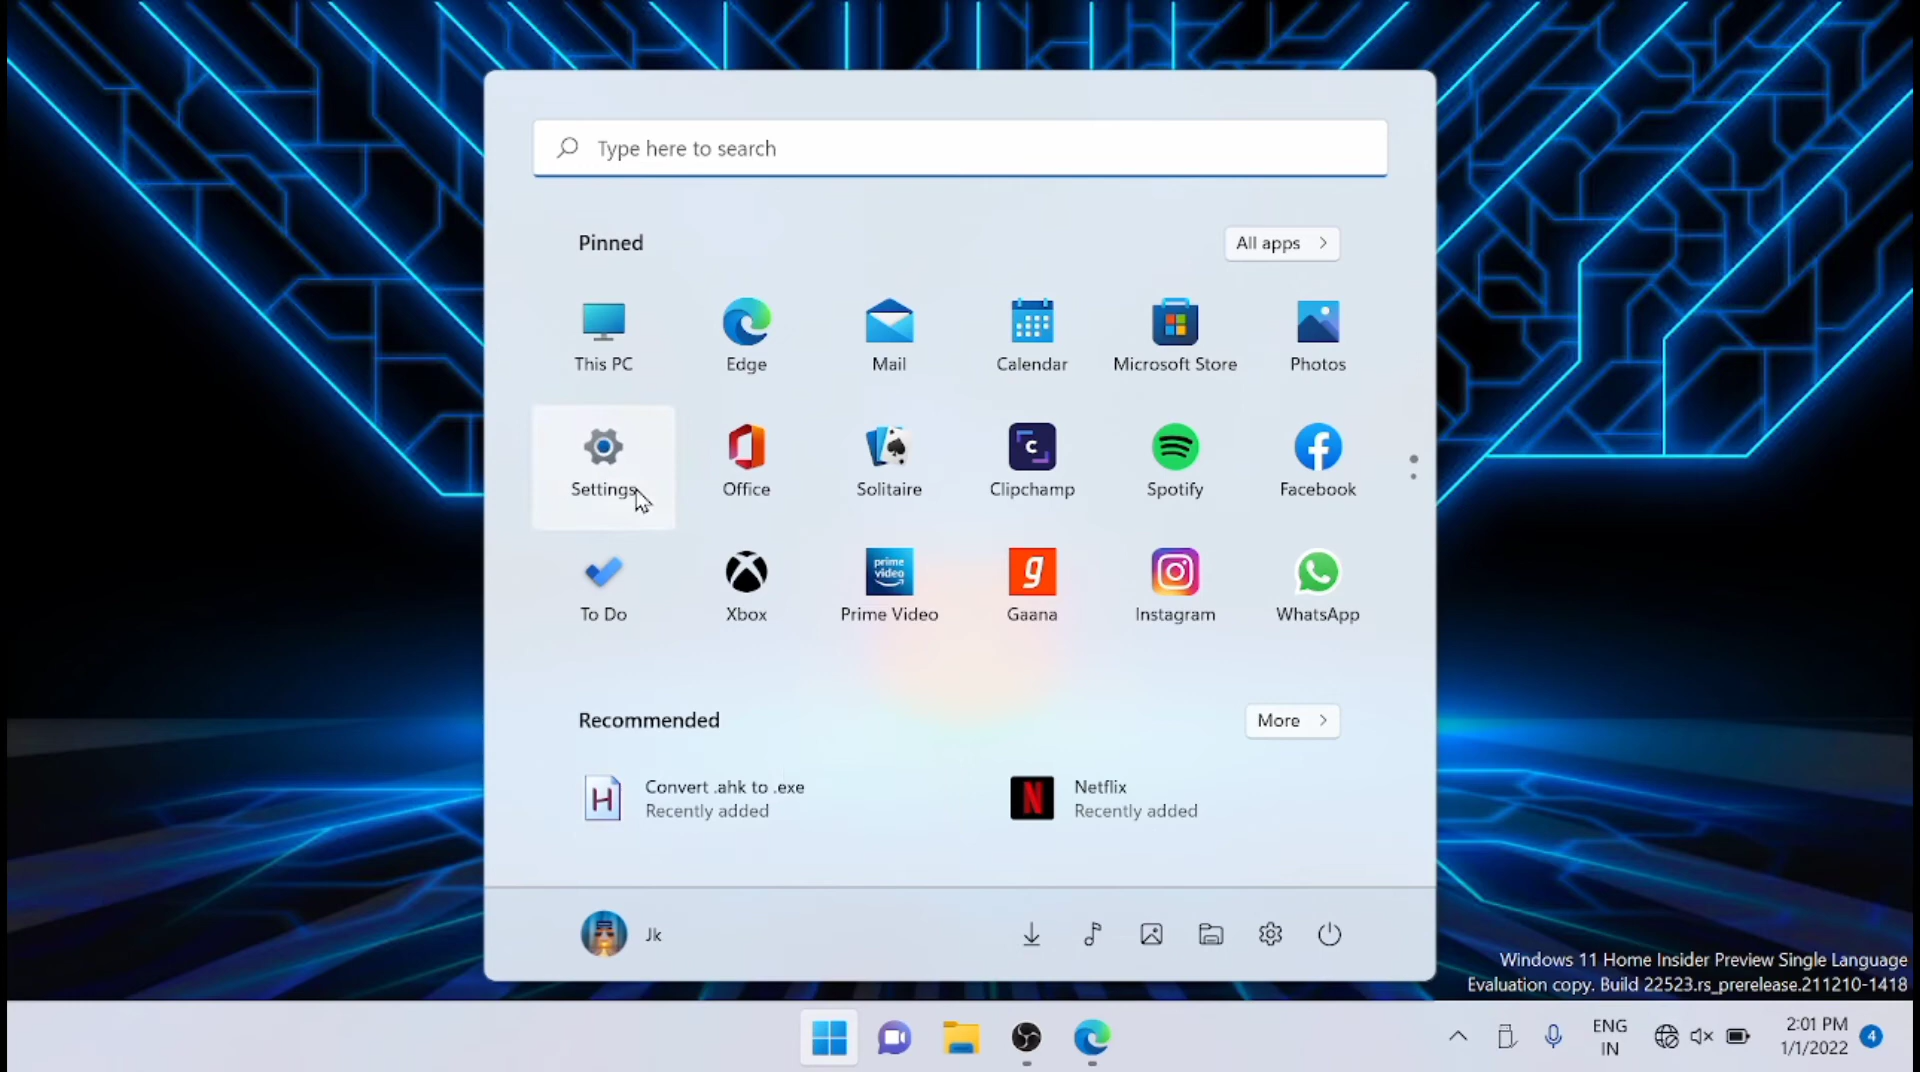 Type here to search
Pinned
All apps
This PC
Edge
Mail
Calendar
Microsoft Store
Photos
Settings
Office
Solitaire
Clipchamp
Spotify
Facebook
prime
video
To Do
Xbox
Prime Video
Gaana
Instagram
WhatsApp
Recommended
More
Convert .ahk to .exe
Recently added
Netflix
Recently added
Jk
Windows 11 Home Insider Preview Single Language
Evaluation copy. Build 22523.rs_prerelease.211210-1418
ENG
IN
2:01 PM
1/1/2022
4